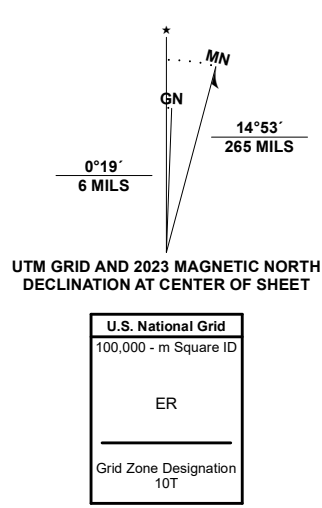 ★
MN
GN
14°53´
265 MILS
0°19´
6 MILS
UTM GRID AND 2023 MAGNETIC NORTH
DECLINATION AT CENTER OF SHEET
U.S. National Grid
100,000 - m Square ID
ER
Grid Zone Designation
10T